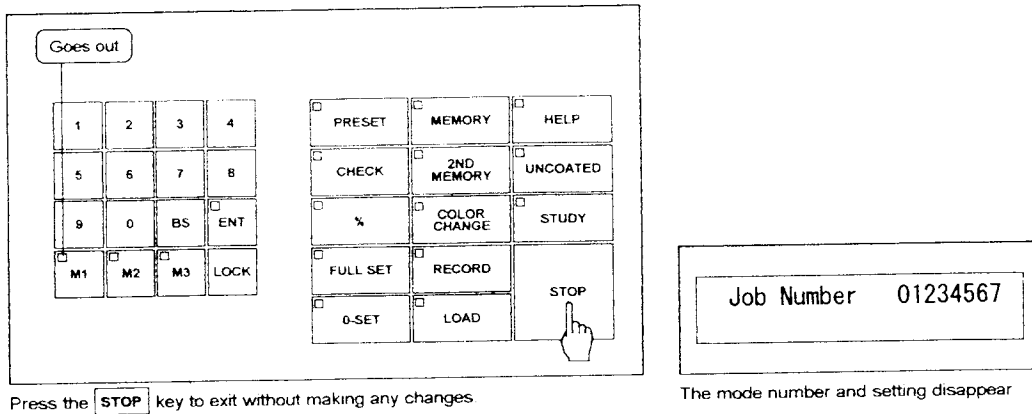 Goes out
1 2 3 4
5 6 7 8
9 0 BS ENT
M1 M2 M3 LOCK
PRESET MEMORY HELP
CHECK 2ND MEMORY UNCOATED
% COLOR CHANGE STUDY
FULL SET RECORD
STOP
0-SET LOAD
Job Number 01234567
Press the STOP key to exit without making any changes.
The mode number and setting disappear